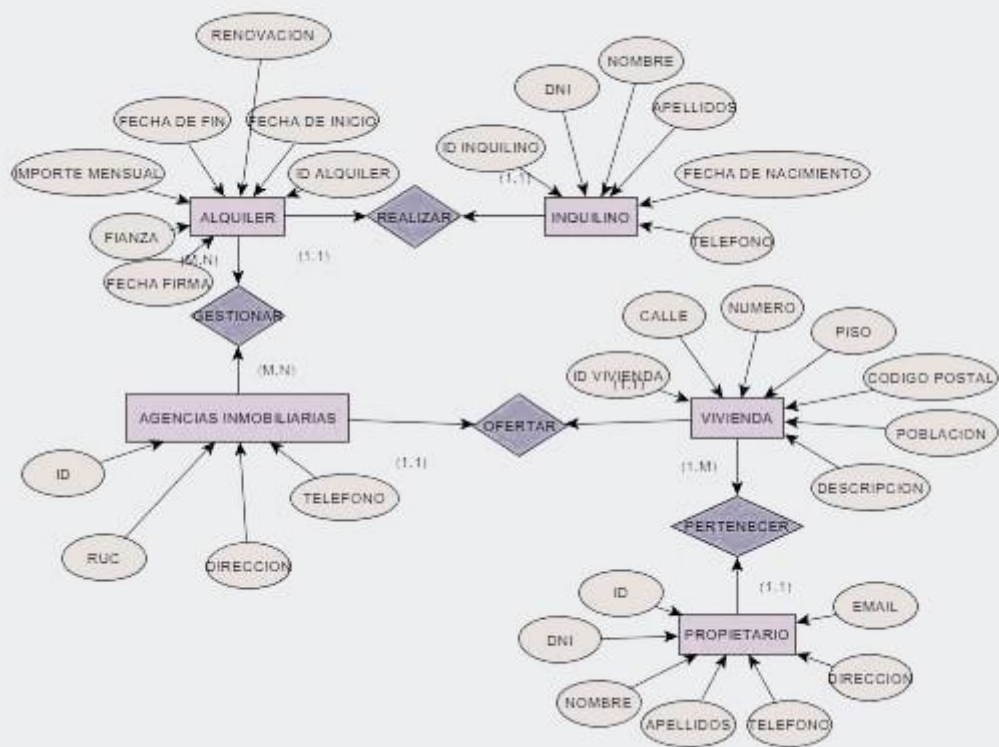 RENOVACION
NOMBRE
DNI
APELLIDOS
FECHA DE FIN
FECHA DE INICIO
ID INQUILINO
IMPORTE MENSUAL
ID ALQUILER
(1.1)
FECHA DE NACIMIENTO
ALQUILER
REALIZAR
INQUILINO
FIANZA
TELEFONO
(M.N)
(1.1)
FECHA FIRMA
GESTIONAR
CALLE
NUMERO
PISO
(M.N)
ID VIVIENDA
(1.1)
CODIGO POSTAL
AGENCIAS INMOBILIARIAS
OFERTAR
VIVIENDA
POBLACION
(1.1)
(1.M)
ID
TELEFONO
DESCRIPCION
PERTENECER
RUC
DIRECCION
(1.1)
ID
EMAIL
DNI
PROPIETARIO
DIRECCION
NOMBRE
APELLIDOS
TELEFONO